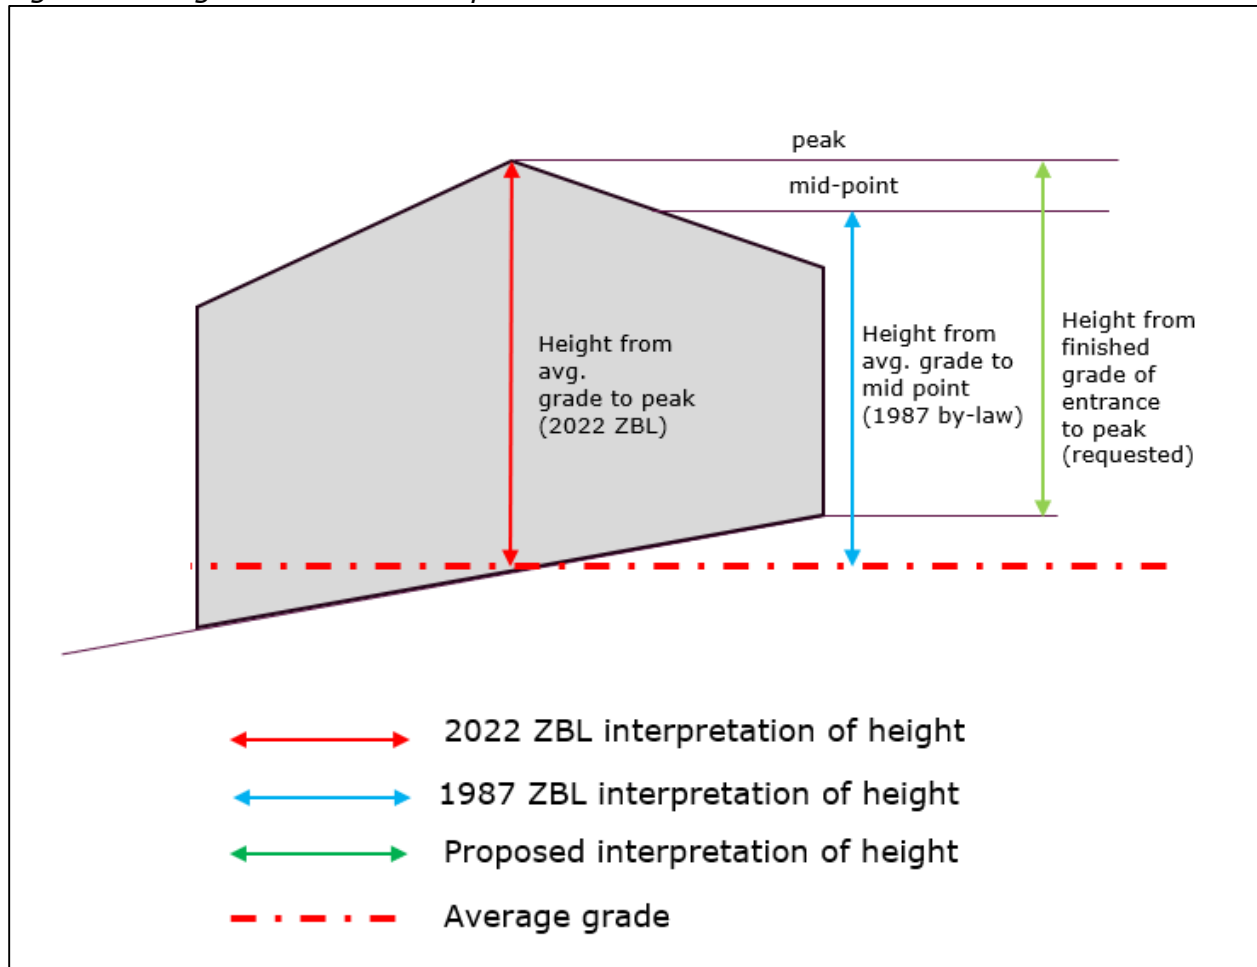 peak
mid-point
Height from
avg.
grade to peak
(2022 ZBL)
Height from
avg. grade to
mid point
(1987 by-law)
Height from
finished
grade of
entrance
to peak
(requested)
2022 ZBL interpretation of height
1987 ZBL interpretation of height
Proposed interpretation of height
Average grade